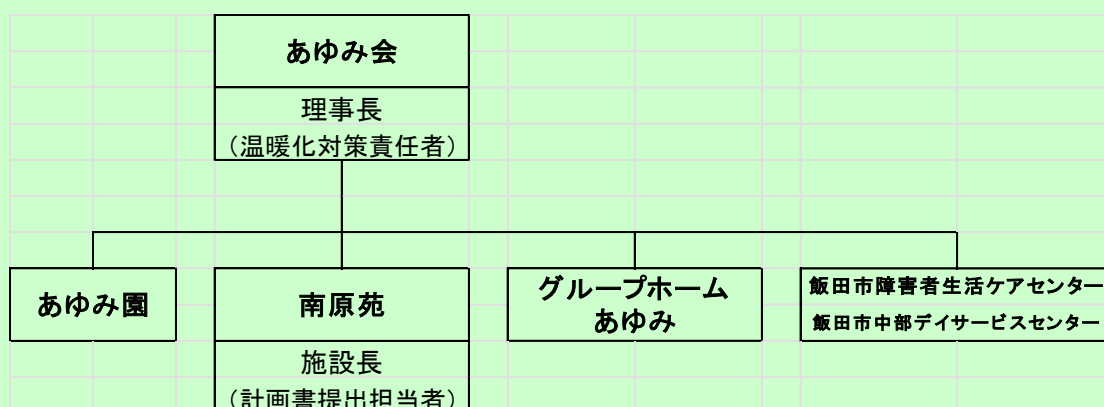 あゆみ会
理事長
（温暖化対策責任者）
あゆみ園
南原苑
グループホーム
あゆみ
飯田市障害者生活ケアセンター
飯田市中部デイサービスセンター
施設長
（計画書提出担当者）